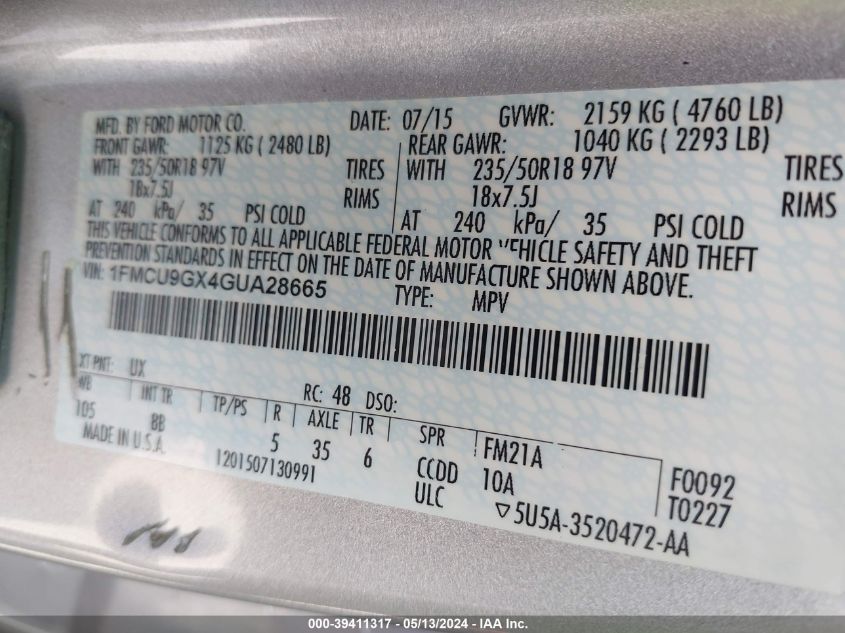 MFD. BY FORD MOTOR CO.
DATE: 07/15 GVWR: 2159 KG ( 4760 LB)
FRONT GAWR: 1125 KG ( 2480 LB)
WITH 235/50R18 97V TIRES
18x7.5J RIMS
AT 240 kPa/ 35 PSI COLD
REAR GAWR: 1040 KG ( 2293 LB)
WITH 235/50R18 97V TIRES
18x7.5J RIMS
AT 240 kPa/ 35 PSI COLD
THIS VEHICLE CONFORMS TO ALL APPLICABLE FEDERAL MOTOR VEHICLE SAFETY AND THEFT
PREVENTION STANDARDS IN EFFECT ON THE DATE OF MANUFACTURE SHOWN ABOVE.
VIN: 1FMCU9GX4GUA28665
TYPE: MPV
EXT PNT: UX RC: 48 DSO:
WB INT TR TP/PS R AXLE TR SPR FM21A F0092
105 BB 5 35 6 CCDD 10A T0227
MADE IN U.S.A. 1201507130991 ULC ▽5U5A-3520472-AA
000-39411317 - 05/13/2024 - IAA Inc.